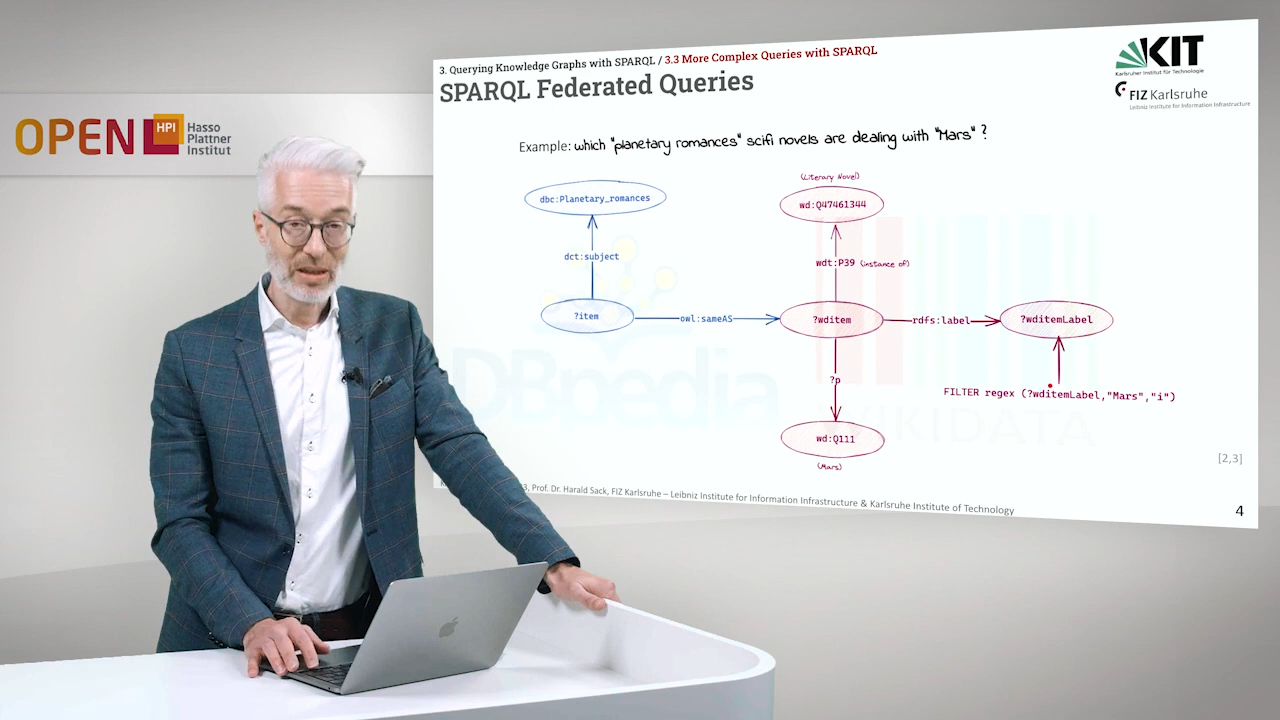 OPEN HPI Hasso
Plattner
Institut
3. Querying Knowledge Graphs with SPARQL / 3.3 More Complex Queries with SPARQL
SPARQL Federated Queries
KIT
Karlsruher Institut für Technologie
FIZ Karlsruhe
Leibniz Institute for Information Infrastructure
Example: which "planetary romances" scifi novels are dealing with "Mars" ?
(Literary Novel)
dbc:Planetary_romances
wd:Q47461344
dct:subject
wdt:P39 (instance of)
?item
owl:sameAS
?wditem
rdfs:label
?wditemLabel
DBpedia
?p
FILTER regex (?wditemLabel,"Mars","i")
WIKIDATA
wd:Q111
(Mars)
[2,3]
3, Prof. Dr. Harald Sack, FIZ Karlsruhe – Leibniz Institute for Information Infrastructure & Karlsruhe Institute of Technology
4